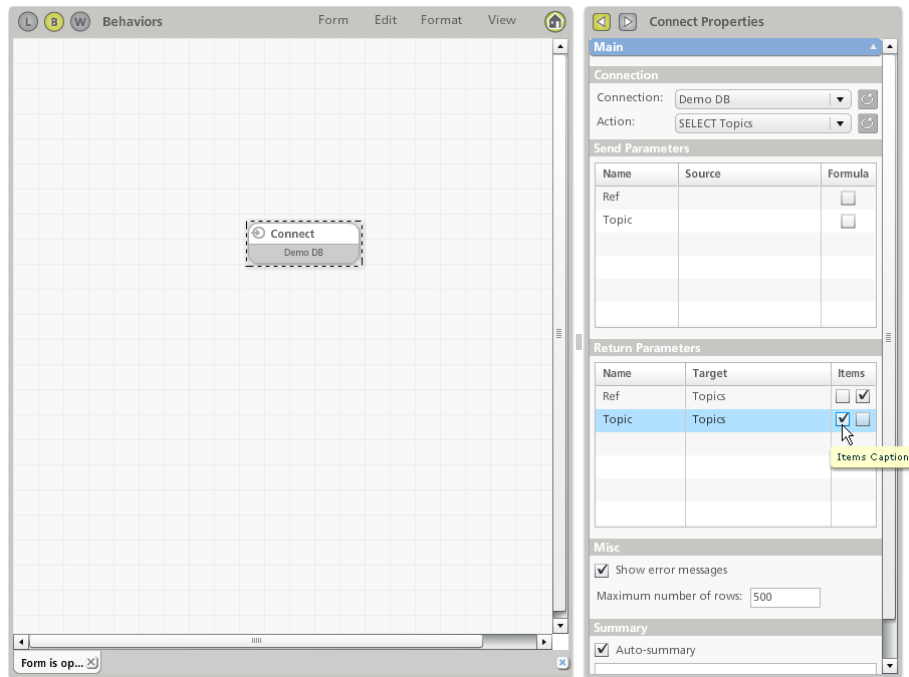 L B W Behaviors Form Edit Format View
Connect
Demo DB
Form is op...
Connect Properties
Main
Connection
Connection: Demo DB
Action: SELECT Topics
Send Parameters
Name Source Formula
Ref
Topic
Return Parameters
Name Target Items
Ref Topics
Topic Topics
Items Caption
Misc
Show error messages
Maximum number of rows: 500
Summary
Auto-summary